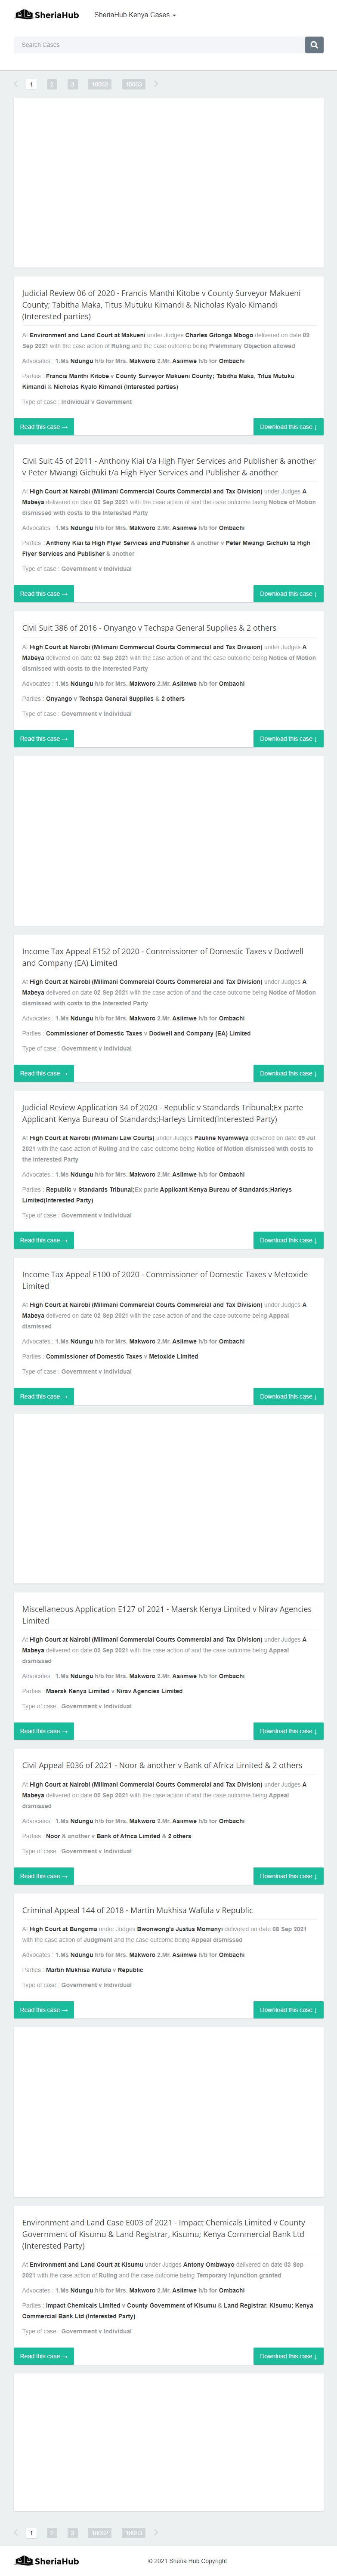 SheriaHub
SheriaHub Kenya Cases
Search Cases
1 2 3 18062 18063
Judicial Review 06 of 2020 - Francis Manthi Kitobe v County Surveyor Makueni
County; Tabitha Maka, Titus Mutuku Kimandi & Nicholas Kyalo Kimandi
(Interested parties)
At Environment and Land Court at Makueni under Judges Charles Gitonga Mbogo delivered on date 09
Sep 2021 with the case action of Ruling and the case outcome being Preliminary Objection allowed
Advocates : 1.Ms Ndungu h/b for Mrs. Makworo 2.Mr. Asiimwe h/b for Ombachi
Parties : Francis Manthi Kitobe v County Surveyor Makueni County; Tabitha Maka, Titus Mutuku
Kimandi & Nicholas Kyalo Kimandi (Interested parties)
Type of case : Individual v Government
Read this case → Download this case ↓
Civil Suit 45 of 2011 - Anthony Kiai t/a High Flyer Services and Publisher & another
v Peter Mwangi Gichuki t/a High Flyer Services and Publisher & another
At High Court at Nairobi (Milimani Commercial Courts Commercial and Tax Division) under Judges A
Mabeya delivered on date 02 Sep 2021 with the case action of and the case outcome being Notice of Motion
dismissed with costs to the Interested Party
Advocates : 1.Ms Ndungu h/b for Mrs. Makworo 2.Mr. Asiimwe h/b for Ombachi
Parties : Anthony Kiai ta High Flyer Services and Publisher & another v Peter Mwangi Gichuki ta High
Flyer Services and Publisher & another
Type of case : Government v Individual
Read this case → Download this case ↓
Civil Suit 386 of 2016 - Onyango v Techspa General Supplies & 2 others
At High Court at Nairobi (Milimani Commercial Courts Commercial and Tax Division) under Judges A
Mabeya delivered on date 02 Sep 2021 with the case action of and the case outcome being Notice of Motion
dismissed with costs to the Interested Party
Advocates : 1.Ms Ndungu h/b for Mrs. Makworo 2.Mr. Asiimwe h/b for Ombachi
Parties : Onyango v Techspa General Supplies & 2 others
Type of case : Government v Individual
Read this case → Download this case ↓
Income Tax Appeal E152 of 2020 - Commissioner of Domestic Taxes v Dodwell
and Company (EA) Limited
At High Court at Nairobi (Milimani Commercial Courts Commercial and Tax Division) under Judges A
Mabeya delivered on date 02 Sep 2021 with the case action of and the case outcome being Notice of Motion
dismissed with costs to the Interested Party
Advocates : 1.Ms Ndungu h/b for Mrs. Makworo 2.Mr. Asiimwe h/b for Ombachi
Parties : Commissioner of Domestic Taxes v Dodwell and Company (EA) Limited
Type of case : Government v Individual
Read this case → Download this case ↓
Judicial Review Application 34 of 2020 - Republic v Standards Tribunal;Ex parte
Applicant Kenya Bureau of Standards;Harleys Limited(Interested Party)
At High Court at Nairobi (Milimani Law Courts) under Judges Pauline Nyamweya delivered on date 09 Jul
2021 with the case action of Ruling and the case outcome being Notice of Motion dismissed with costs to
the Interested Party
Advocates : 1.Ms Ndungu h/b for Mrs. Makworo 2.Mr. Asiimwe h/b for Ombachi
Parties : Republic v Standards Tribunal;Ex parte Applicant Kenya Bureau of Standards;Harleys
Limited(Interested Party)
Type of case : Government v Individual
Read this case → Download this case ↓
Income Tax Appeal E100 of 2020 - Commissioner of Domestic Taxes v Metoxide
Limited
At High Court at Nairobi (Milimani Commercial Courts Commercial and Tax Division) under Judges A
Mabeya delivered on date 02 Sep 2021 with the case action of and the case outcome being Appeal
dismissed
Advocates : 1.Ms Ndungu h/b for Mrs. Makworo 2.Mr. Asiimwe h/b for Ombachi
Parties : Commissioner of Domestic Taxes v Metoxide Limited
Type of case : Government v Individual
Read this case → Download this case ↓
Miscellaneous Application E127 of 2021 - Maersk Kenya Limited v Nirav Agencies
Limited
At High Court at Nairobi (Milimani Commercial Courts Commercial and Tax Division) under Judges A
Mabeya delivered on date 02 Sep 2021 with the case action of and the case outcome being Appeal
dismissed
Advocates : 1.Ms Ndungu h/b for Mrs. Makworo 2.Mr. Asiimwe h/b for Ombachi
Parties : Maersk Kenya Limited v Nirav Agencies Limited
Type of case : Government v Individual
Read this case → Download this case ↓
Civil Appeal E036 of 2021 - Noor & another v Bank of Africa Limited & 2 others
At High Court at Nairobi (Milimani Commercial Courts Commercial and Tax Division) under Judges A
Mabeya delivered on date 02 Sep 2021 with the case action of and the case outcome being Appeal
dismissed
Advocates : 1.Ms Ndungu h/b for Mrs. Makworo 2.Mr. Asiimwe h/b for Ombachi
Parties : Noor & another v Bank of Africa Limited & 2 others
Type of case : Government v Individual
Read this case → Download this case ↓
Criminal Appeal 144 of 2018 - Martin Mukhisa Wafula v Republic
At High Court at Bungoma under Judges Bwonwong'a Justus Momanyi delivered on date 08 Sep 2021
with the case action of Judgment and the case outcome being Appeal dismissed
Advocates : 1.Ms Ndungu h/b for Mrs. Makworo 2.Mr. Asiimwe h/b for Ombachi
Parties : Martin Mukhisa Wafula v Republic
Type of case : Government v Individual
Read this case → Download this case ↓
Environment and Land Case E003 of 2021 - Impact Chemicals Limited v County
Government of Kisumu & Land Registrar, Kisumu; Kenya Commercial Bank Ltd
(Interested Party)
At Environment and Land Court at Kisumu under Judges Antony Ombwayo delivered on date 03 Sep
2021 with the case action of Ruling and the case outcome being Temporary injunction granted
Advocates : 1.Ms Ndungu h/b for Mrs. Makworo 2.Mr. Asiimwe h/b for Ombachi
Parties : Impact Chemicals Limited v County Government of Kisumu & Land Registrar, Kisumu; Kenya
Commercial Bank Ltd (Interested Party)
Type of case : Government v Individual
Read this case → Download this case ↓
1 2 3 18062 18063
SheriaHub
© 2021 Sheria Hub Copyright